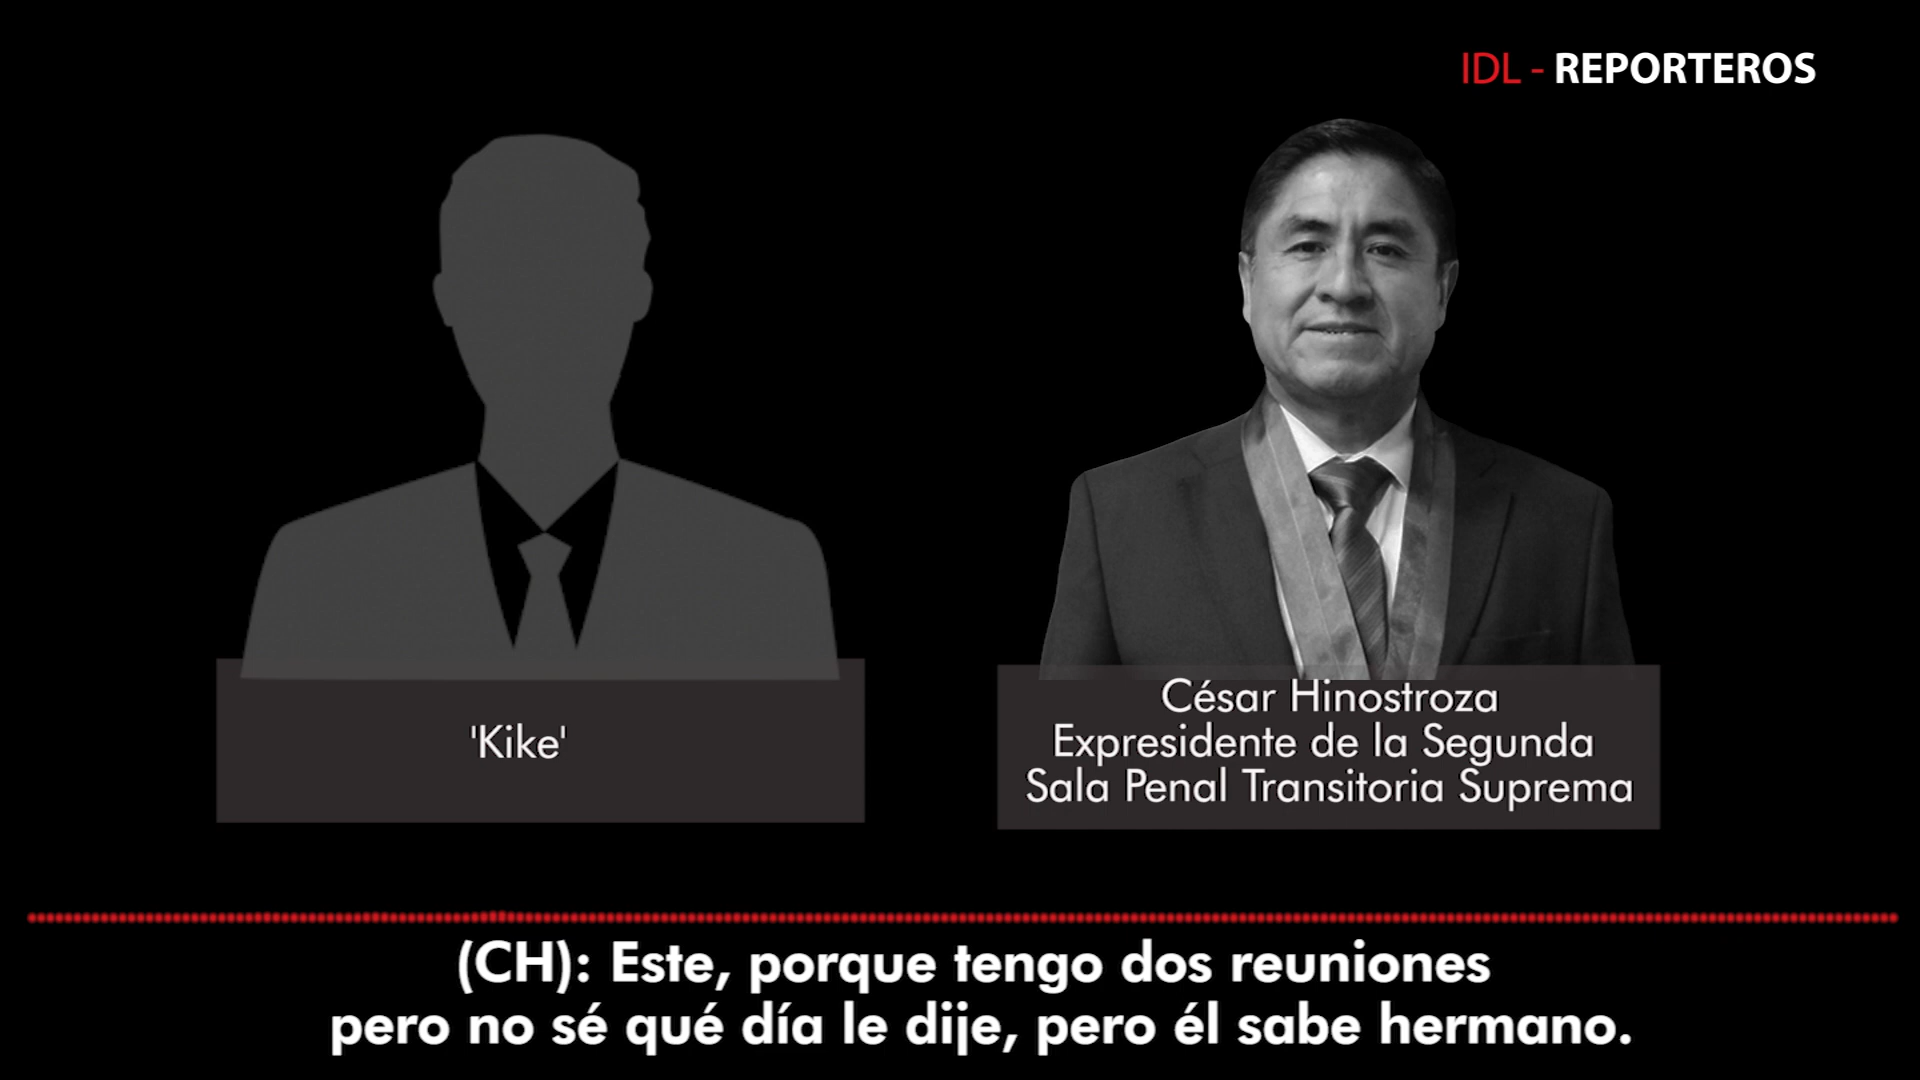 IDL - REPORTEROS
'Kike'
César Hinostroza
Expresidente de la Segunda
Sala Penal Transitoria Suprema
(CH): Este, porque tengo dos reuniones
pero no sé qué día le dije, pero él sabe hermano.